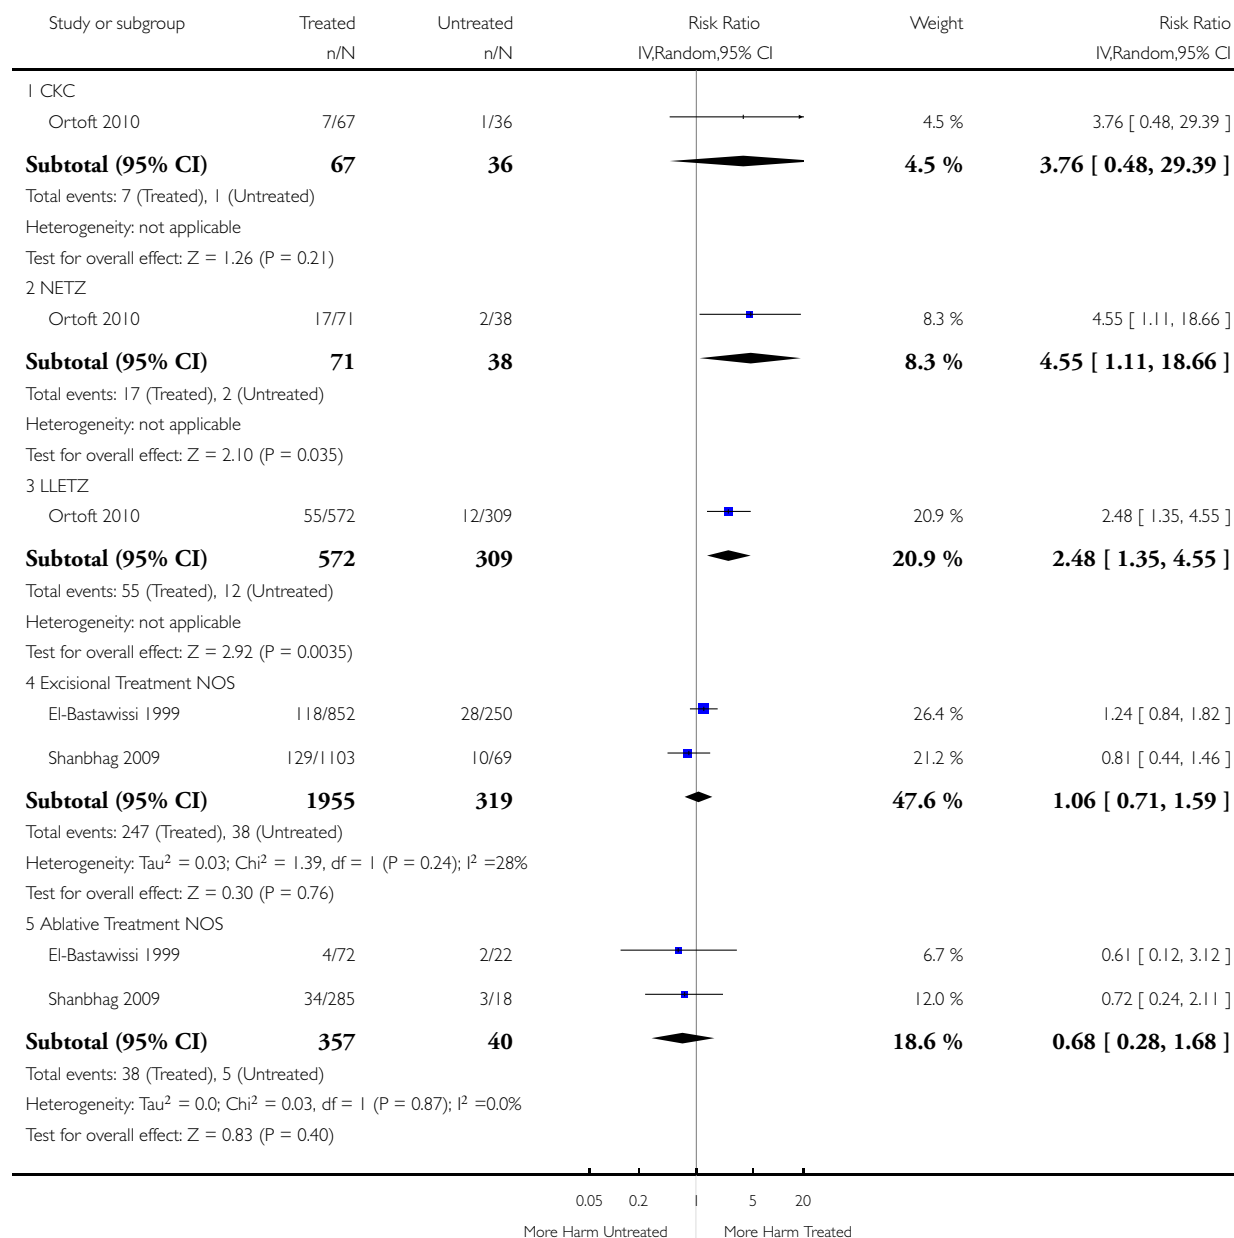 Study or subgroup Treated Untreated Risk Ratio Weight Risk Ratio
n/N n/N IV,Random,95% CI IV,Random,95% CI
1 CKC
Ortoft 2010 7/67 1/36 4.5 % 3.76 [ 0.48, 29.39 ]
Subtotal (95% CI) 67 36 4.5 % 3.76 [ 0.48, 29.39 ]
Total events: 7 (Treated), 1 (Untreated)
Heterogeneity: not applicable
Test for overall effect: Z = 1.26 (P = 0.21)
2 NETZ
Ortoft 2010 17/71 2/38 8.3 % 4.55 [ 1.11, 18.66 ]
Subtotal (95% CI) 71 38 8.3 % 4.55 [ 1.11, 18.66 ]
Total events: 17 (Treated), 2 (Untreated)
Heterogeneity: not applicable
Test for overall effect: Z = 2.10 (P = 0.035)
3 LLETZ
Ortoft 2010 55/572 12/309 20.9 % 2.48 [ 1.35, 4.55 ]
Subtotal (95% CI) 572 309 20.9 % 2.48 [ 1.35, 4.55 ]
Total events: 55 (Treated), 12 (Untreated)
Heterogeneity: not applicable
Test for overall effect: Z = 2.92 (P = 0.0035)
4 Excisional Treatment NOS
El-Bastawissi 1999 118/852 28/250 26.4 % 1.24 [ 0.84, 1.82 ]
Shanbhag 2009 129/1103 10/69 21.2 % 0.81 [ 0.44, 1.46 ]
Subtotal (95% CI) 1955 319 47.6 % 1.06 [ 0.71, 1.59 ]
Total events: 247 (Treated), 38 (Untreated)
Heterogeneity: Tau² = 0.03; Chi² = 1.39, df = 1 (P = 0.24); I² =28%
Test for overall effect: Z = 0.30 (P = 0.76)
5 Ablative Treatment NOS
El-Bastawissi 1999 4/72 2/22 6.7 % 0.61 [ 0.12, 3.12 ]
Shanbhag 2009 34/285 3/18 12.0 % 0.72 [ 0.24, 2.11 ]
Subtotal (95% CI) 357 40 18.6 % 0.68 [ 0.28, 1.68 ]
Total events: 38 (Treated), 5 (Untreated)
Heterogeneity: Tau² = 0.0; Chi² = 0.03, df = 1 (P = 0.87); I² =0.0%
Test for overall effect: Z = 0.83 (P = 0.40)
0.05 0.2 1 5 20
More Harm Untreated More Harm Treated